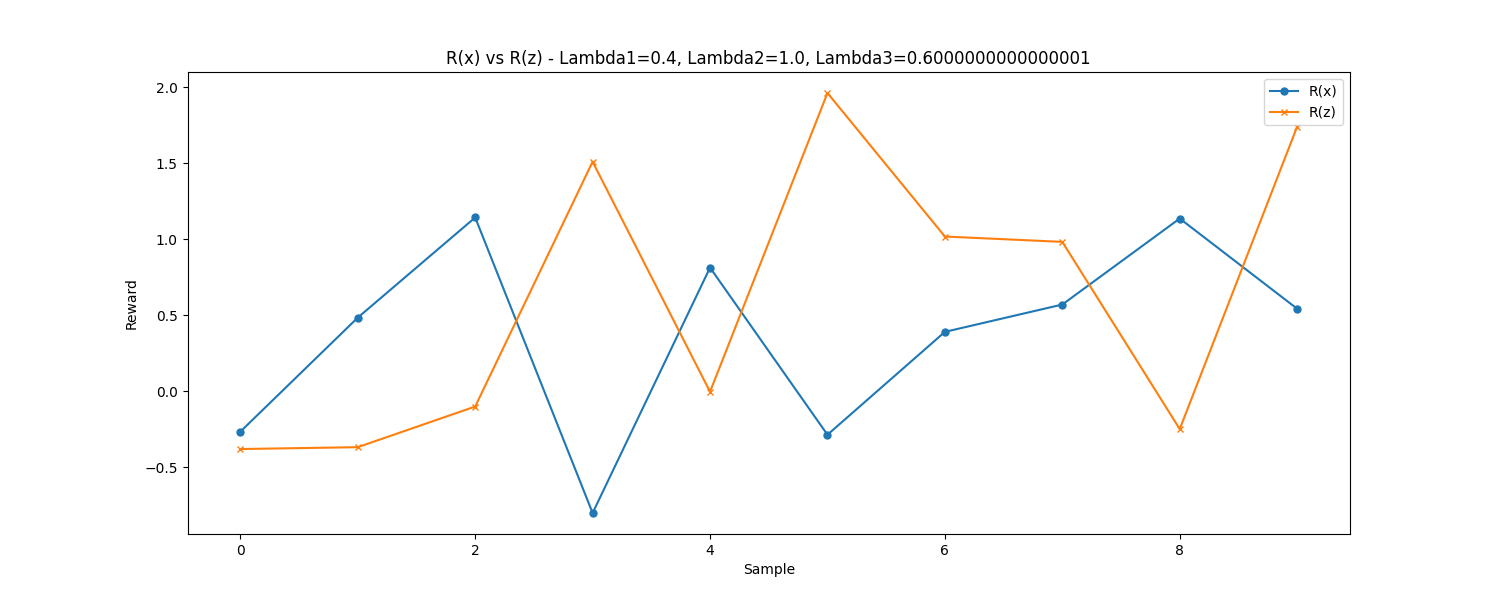 R(x) vs R(z) - Lambda1=0.4, Lambda2=1.0, Lambda3=0.6000000000000001
R(x)
R(z)
2.0
1.5
1.0
0.5
0.0
−0.5
Reward
0 2 4 6 8
Sample